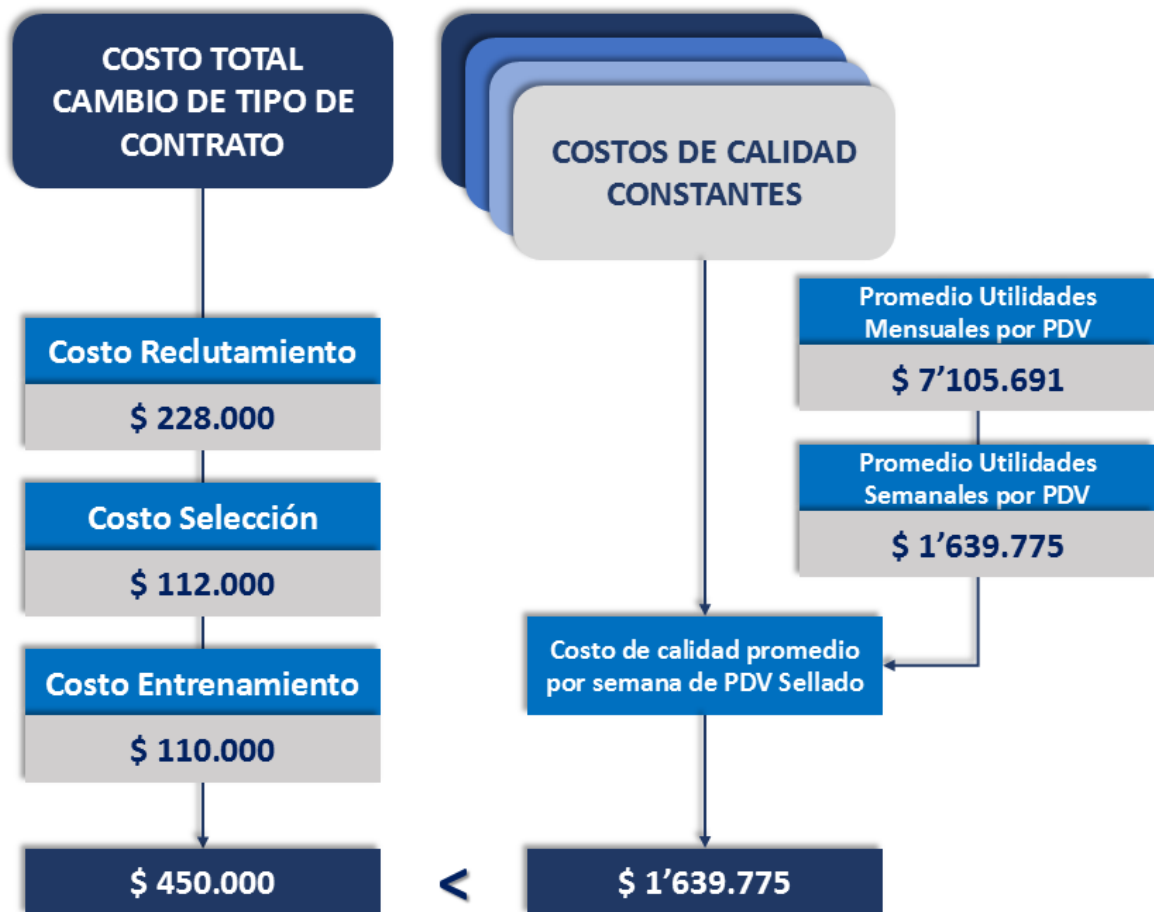 COSTO TOTAL
CAMBIO DE TIPO DE
CONTRATO
Costo Reclutamiento
$ 228.000
Costo Selección
$ 112.000
Costo Entrenamiento
$ 110.000
$ 450.000
<
COSTOS DE CALIDAD
CONSTANTES
Promedio Utilidades
Mensuales por PDV
$ 7’105.691
Promedio Utilidades
Semanales por PDV
$ 1’639.775
Costo de calidad promedio
por semana de PDV Sellado
$ 1’639.775